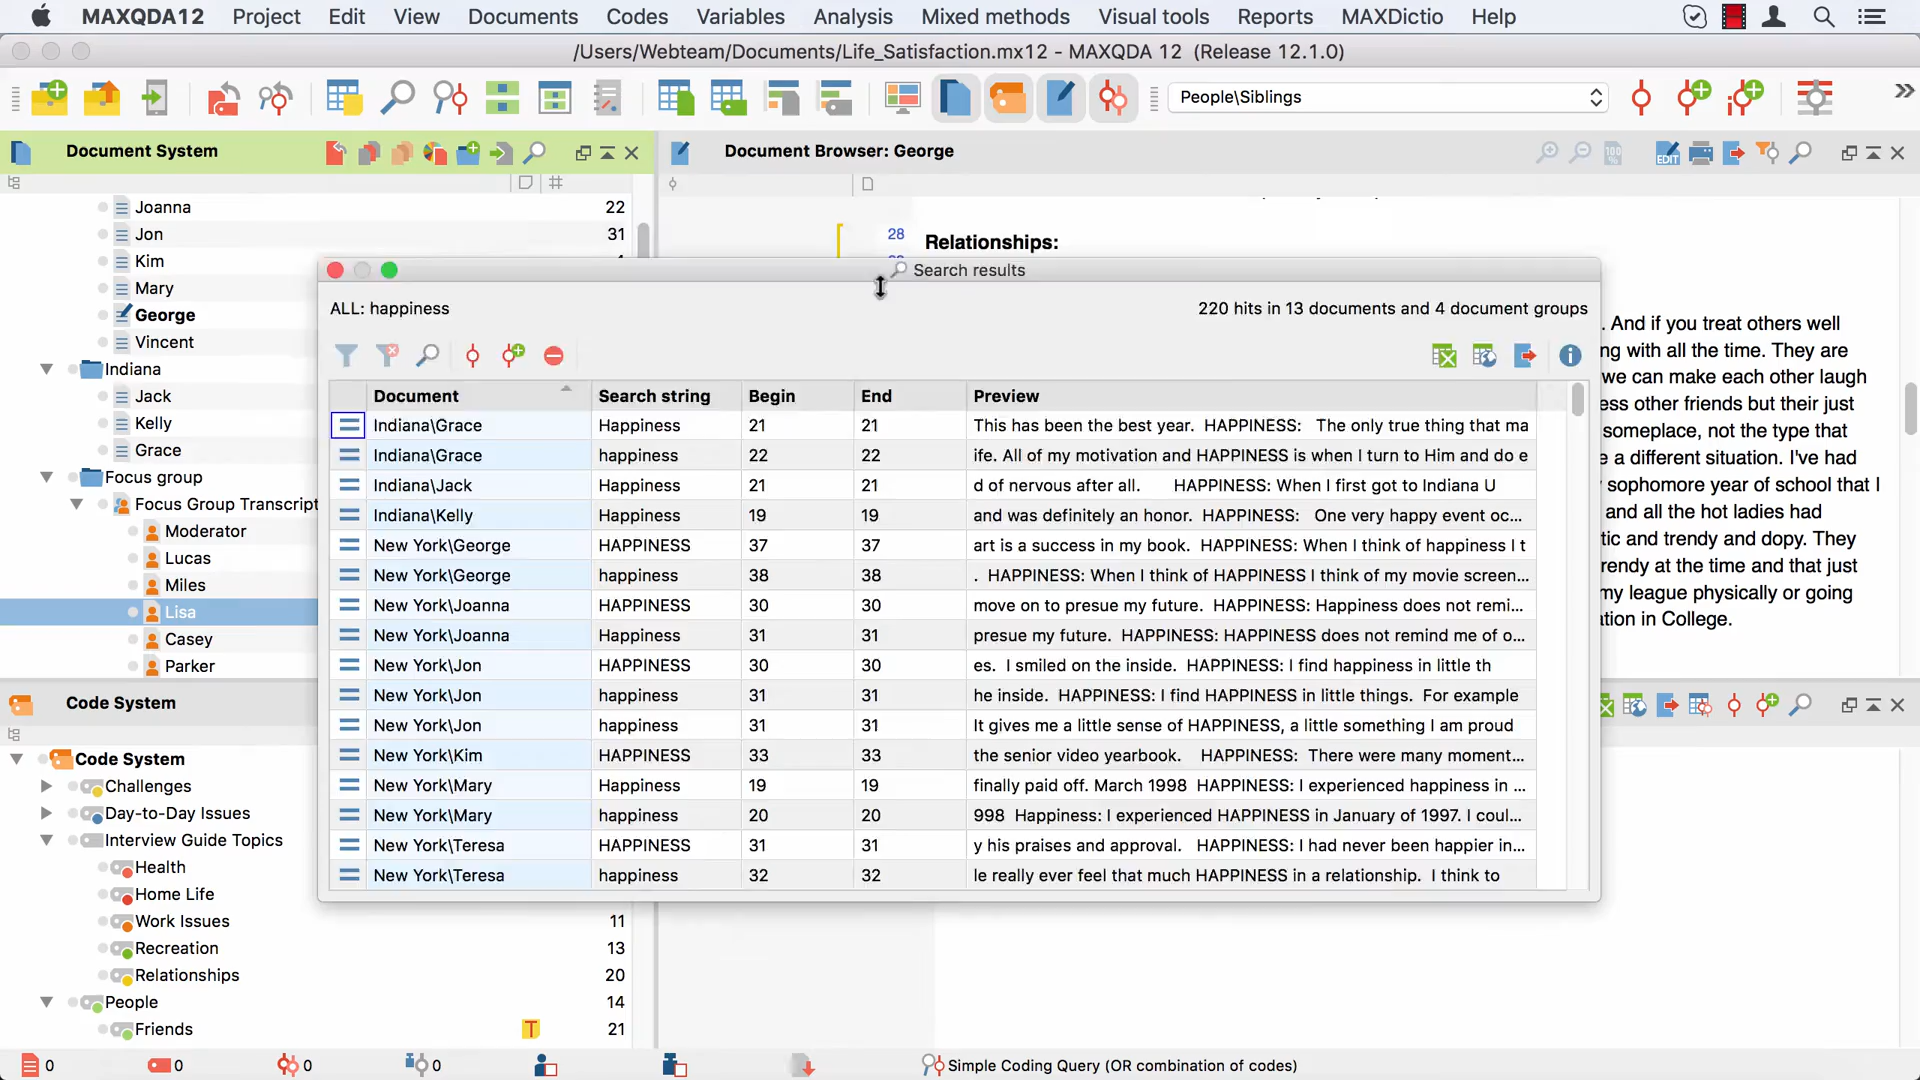 MAXQDA12 Project Edit View Documents Codes Variables Analysis Mixed methods Visual tools Reports MAXDictio Help
/Users/Webteam/Documents/Life_Satisfaction.mx12 - MAXQDA 12 (Release 12.1.0)
People\Siblings
Document System
Document Browser: George
EDIT
100 %
Joanna 22
Jon 31
Kim
Mary
George
Vincent
Indiana
Jack
Kelly
Grace
Focus group
Focus Group Transcript
Moderator
Lucas
Miles
Lisa
Casey
Parker
28 Relationships:
. And if you treat others well
ng with all the time. They are
we can make each other laugh
ess other friends but their just
someplace, not the type that
e a different situation. I've had
sophomore year of school that I
and all the hot ladies had
tic and trendy and dopy. They
rendy at the time and that just
my league physically or going
ation in College.
Search results
ALL: happiness
220 hits in 13 documents and 4 document groups
Document Search string Begin End Preview
Indiana\Grace Happiness 21 21 This has been the best year. HAPPINESS: The only true thing that ma
Indiana\Grace happiness 22 22 ife. All of my motivation and HAPPINESS is when I turn to Him and do e
Indiana\Jack Happiness 21 21 d of nervous after all. HAPPINESS: When I first got to Indiana U
Indiana\Kelly Happiness 19 19 and was definitely an honor. HAPPINESS: One very happy event oc...
New York\George HAPPINESS 37 37 art is a success in my book. HAPPINESS: When I think of happiness I t
New York\George happiness 38 38 . HAPPINESS: When I think of HAPPINESS I think of my movie screen...
New York\Joanna HAPPINESS 30 30 move on to presue my future. HAPPINESS: Happiness does not remi...
New York\Joanna Happiness 31 31 presue my future. HAPPINESS: HAPPINESS does not remind me of o...
New York\Jon HAPPINESS 30 30 es. I smiled on the inside. HAPPINESS: I find happiness in little th
New York\Jon happiness 31 31 he inside. HAPPINESS: I find HAPPINESS in little things. For example
New York\Jon happiness 31 31 It gives me a little sense of HAPPINESS, a little something I am proud
New York\Kim HAPPINESS 33 33 the senior video yearbook. HAPPINESS: There were many moment...
New York\Mary Happiness 19 19 finally paid off. March 1998 HAPPINESS: I experienced happiness in ...
New York\Mary happiness 20 20 998 Happiness: I experienced HAPPINESS in January of 1997. I coul...
New York\Teresa HAPPINESS 31 31 y his praises and approval. HAPPINESS: I had never been happier in...
New York\Teresa happiness 32 32 le really ever feel that much HAPPINESS in a relationship. I think to
Code System
Code System
Challenges
Day-to-Day Issues
Interview Guide Topics
Health
Home Life
Work Issues 11
Recreation 13
Relationships 20
People 14
Friends T 21
0 0 0 0 Simple Coding Query (OR combination of codes)